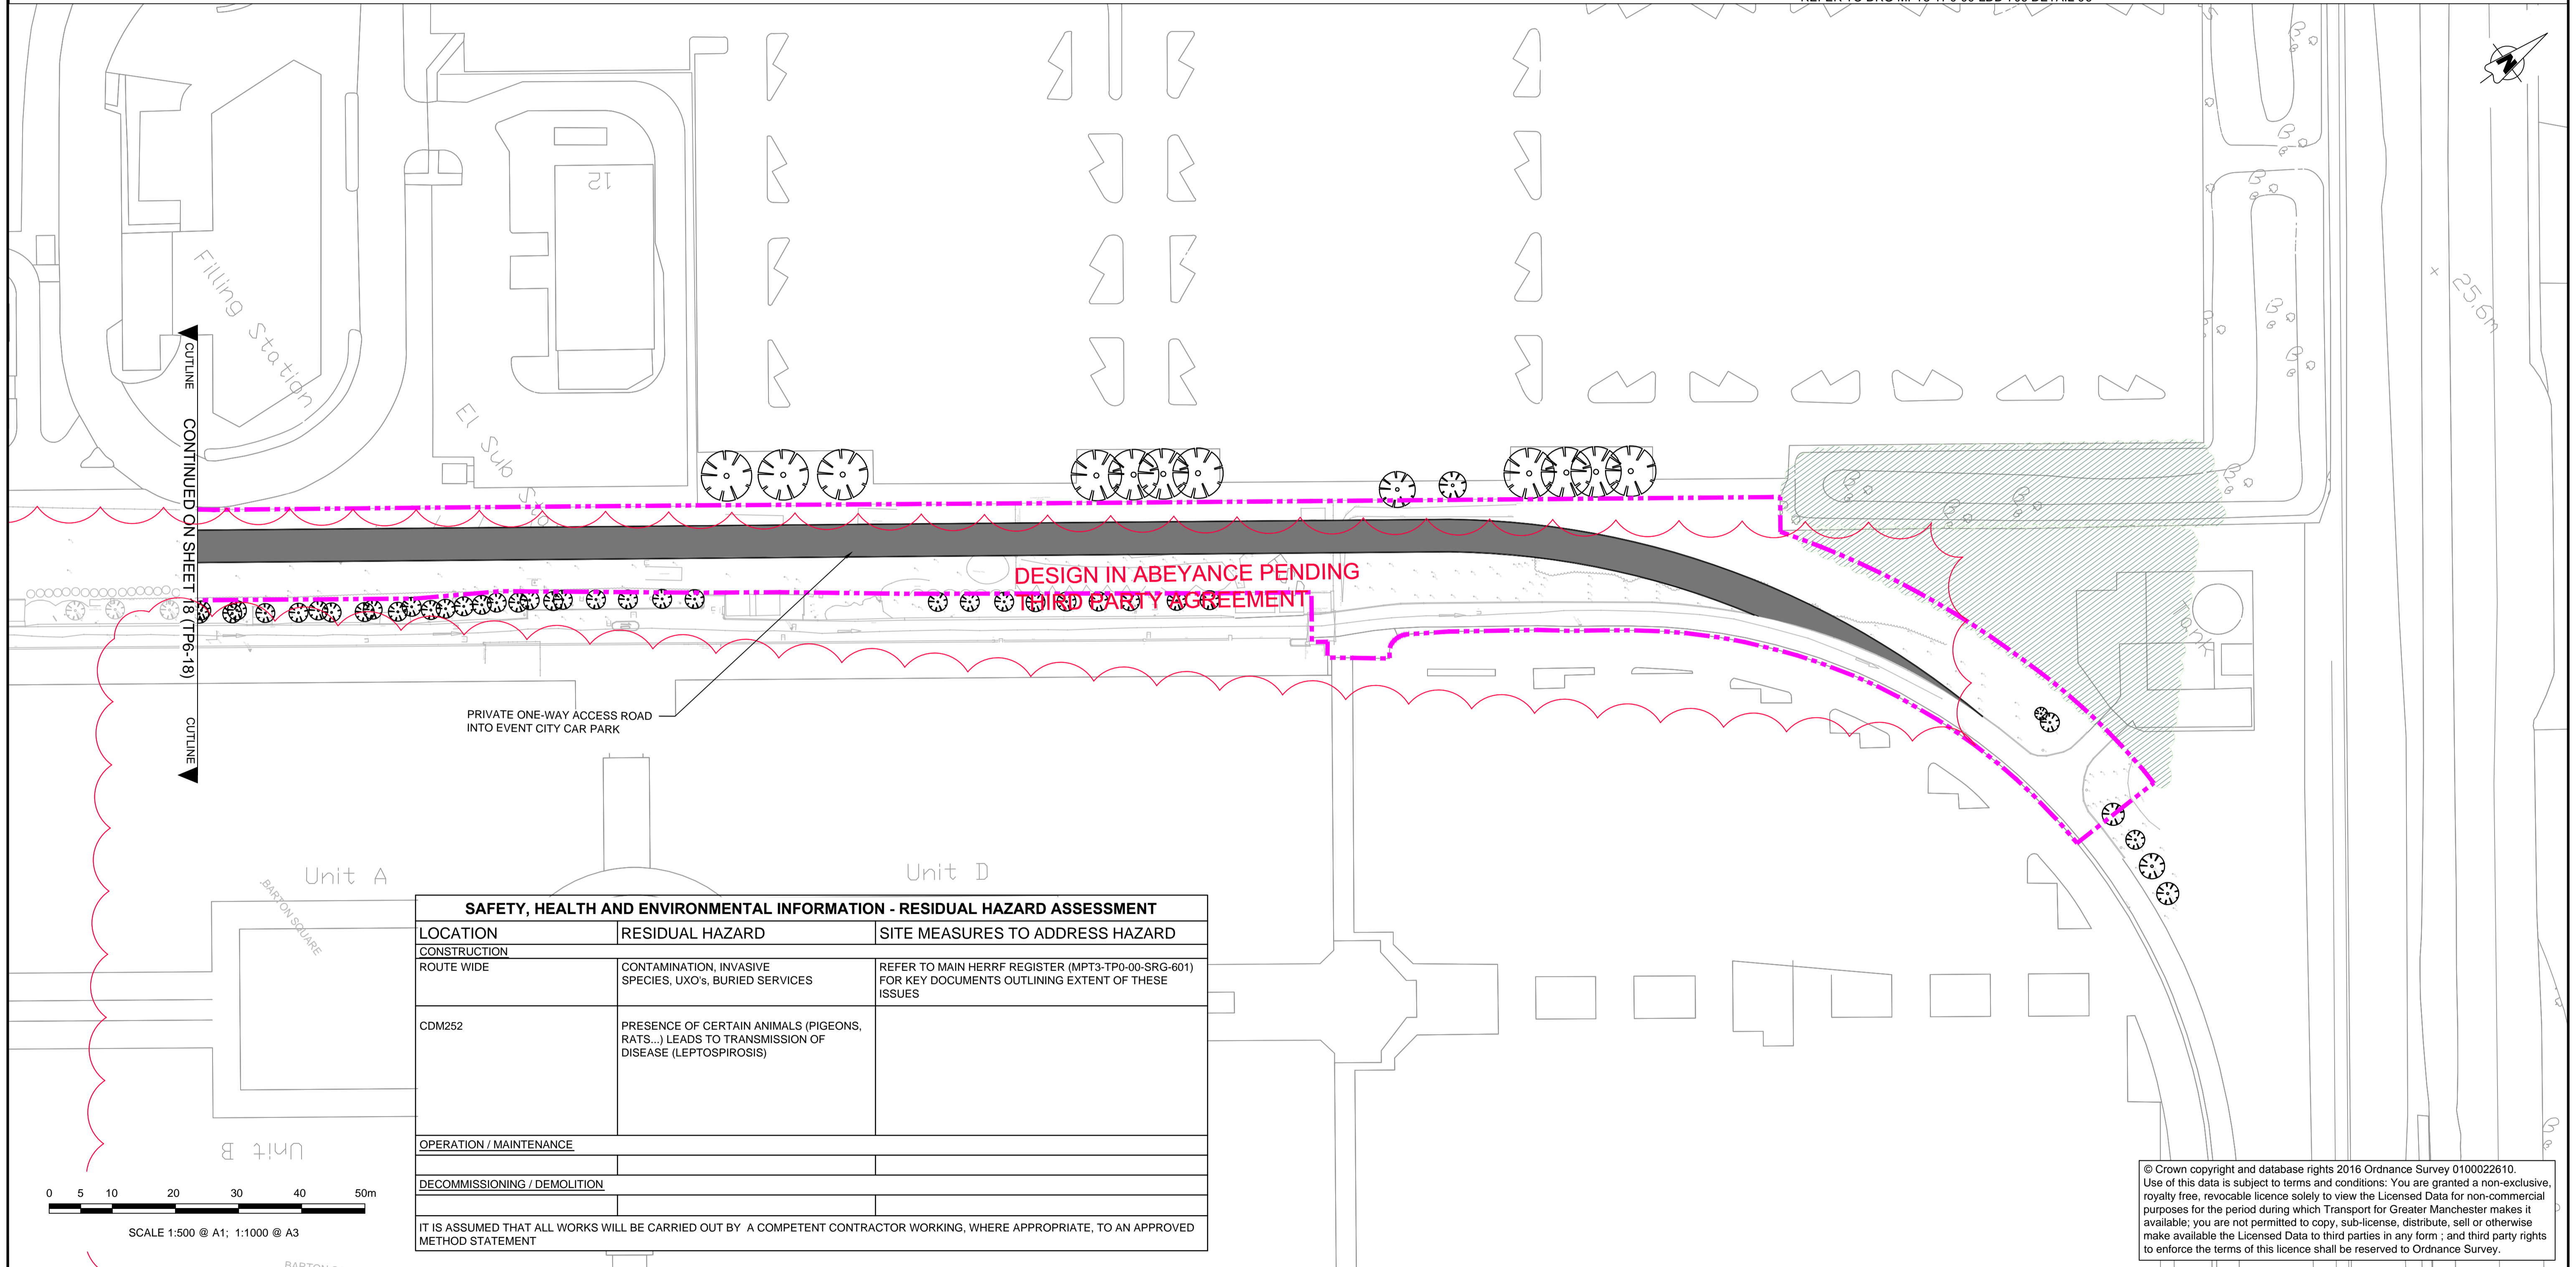 N
12
Filling Station
El Sub Sta
25.6m
CUTLINE
CONTINUED ON SHEET 18 (TP6-18)
CUTLINE
DESIGN IN ABEYANCE PENDING
THIRD PARTY AGREEMENT
Tank
PRIVATE ONE-WAY ACCESS ROAD
INTO EVENT CITY CAR PARK
Unit A
BARTON SQUARE
Unit D
Unit B
SAFETY, HEALTH AND ENVIRONMENTAL INFORMATION - RESIDUAL HAZARD ASSESSMENT
LOCATION
RESIDUAL HAZARD
SITE MEASURES TO ADDRESS HAZARD
CONSTRUCTION
ROUTE WIDE
CONTAMINATION, INVASIVE
SPECIES, UXO's, BURIED SERVICES
REFER TO MAIN HERRF REGISTER (MPT3-TP0-00-SRG-601)
FOR KEY DOCUMENTS OUTLINING EXTENT OF THESE
ISSUES
CDM252
PRESENCE OF CERTAIN ANIMALS (PIGEONS,
RATS...) LEADS TO TRANSMISSION OF
DISEASE (LEPTOSPIROSIS)
OPERATION / MAINTENANCE
DECOMMISSIONING / DEMOLITION
IT IS ASSUMED THAT ALL WORKS WILL BE CARRIED OUT BY A COMPETENT CONTRACTOR WORKING, WHERE APPROPRIATE, TO AN APPROVED
METHOD STATEMENT
0 5 10 20 30 40 50m
SCALE 1:500 @ A1; 1:1000 @ A3
© Crown copyright and database rights 2016 Ordnance Survey 0100022610.
Use of this data is subject to terms and conditions: You are granted a non-exclusive,
royalty free, revocable licence solely to view the Licensed Data for non-commercial
purposes for the period during which Transport for Greater Manchester makes it
available; you are not permitted to copy, sub-license, distribute, sell or otherwise
make available the Licensed Data to third parties in any form ; and third party rights
to enforce the terms of this licence shall be reserved to Ordnance Survey.